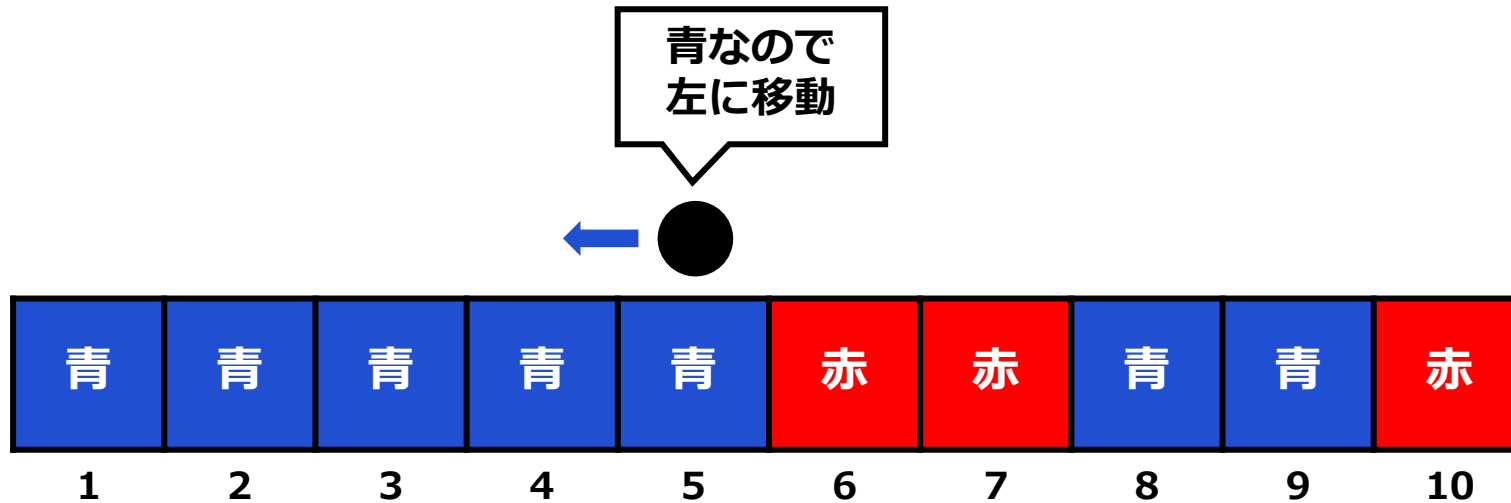 青なので
左に移動
青 青 青 青 青 赤 赤 青 青 赤
1 2 3 4 5 6 7 8 9 10